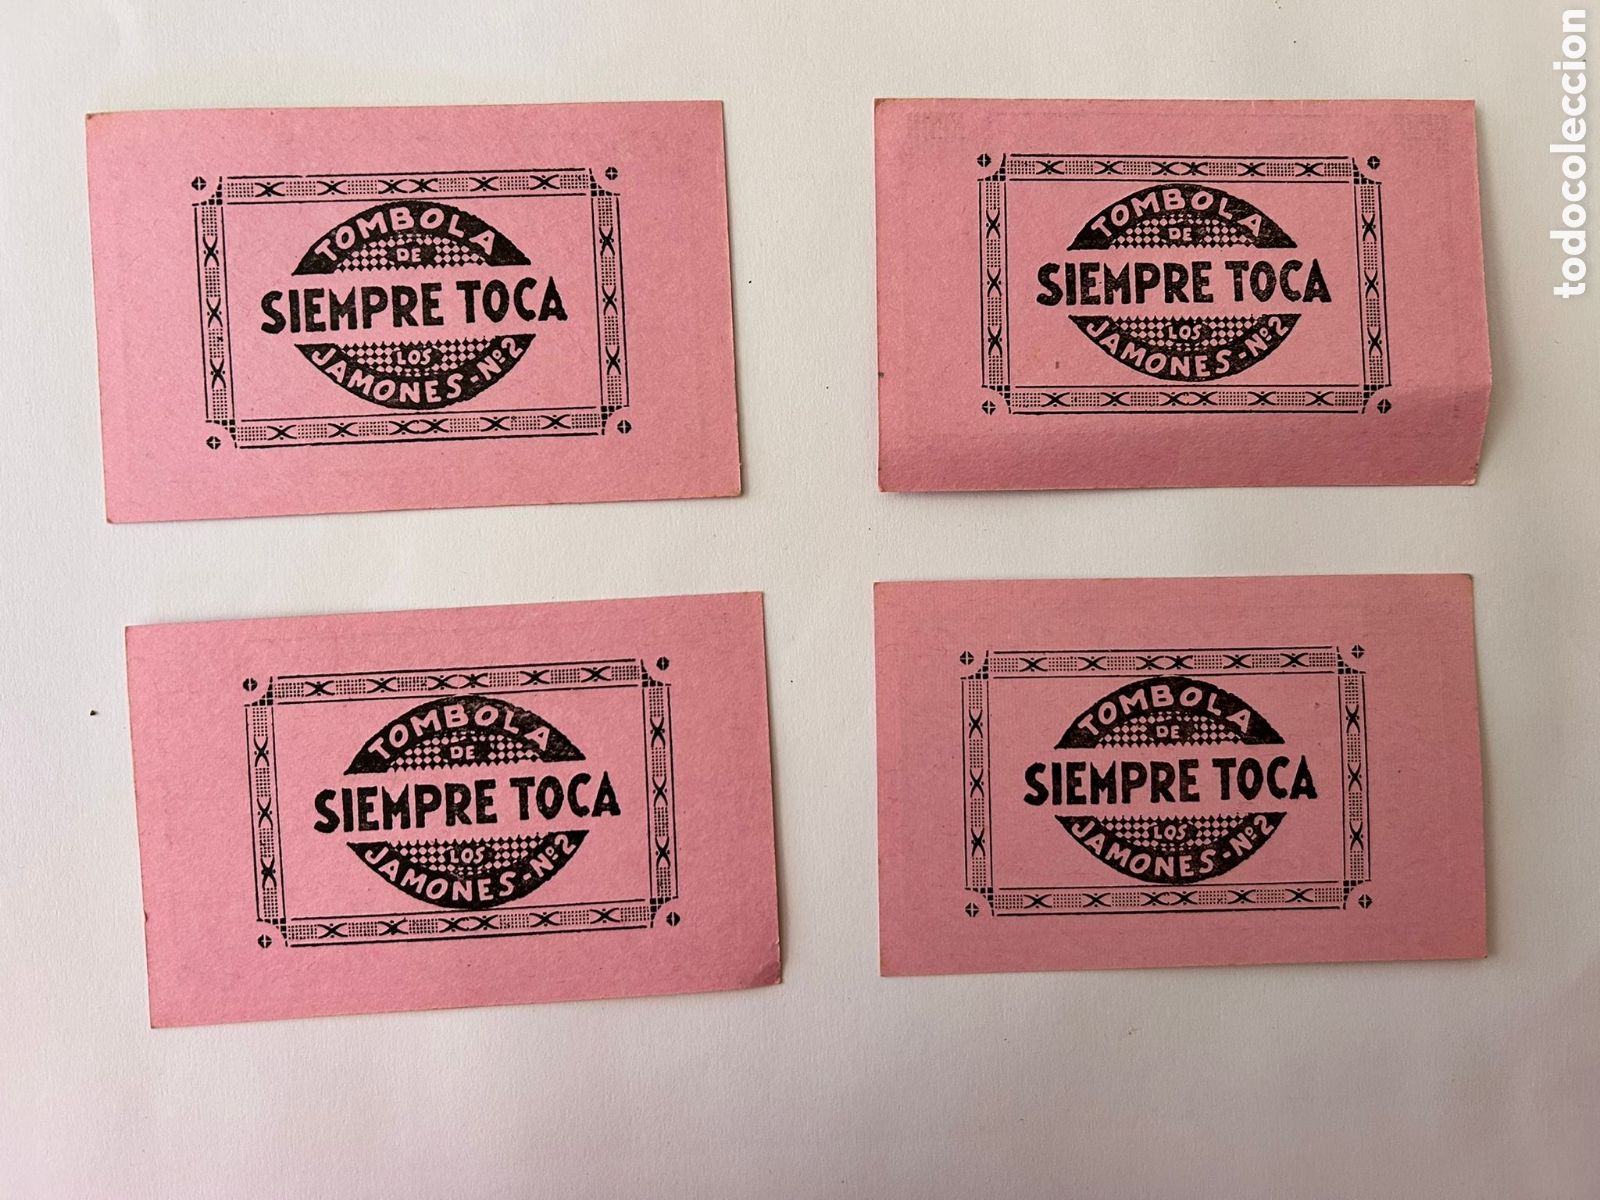 TOMBOLA
DE
SIEMPRE TOCA
LOS
JAMONES-Nº2
TOMBOLA
DE
SIEMPRE TOCA
LOS
JAMONES-Nº2
TOMBOLA
DE
SIEMPRE TOCA
LOS
JAMONES-Nº2
TOMBOLA
DE
SIEMPRE TOCA
LOS
JAMONES-Nº2
todocoleccion